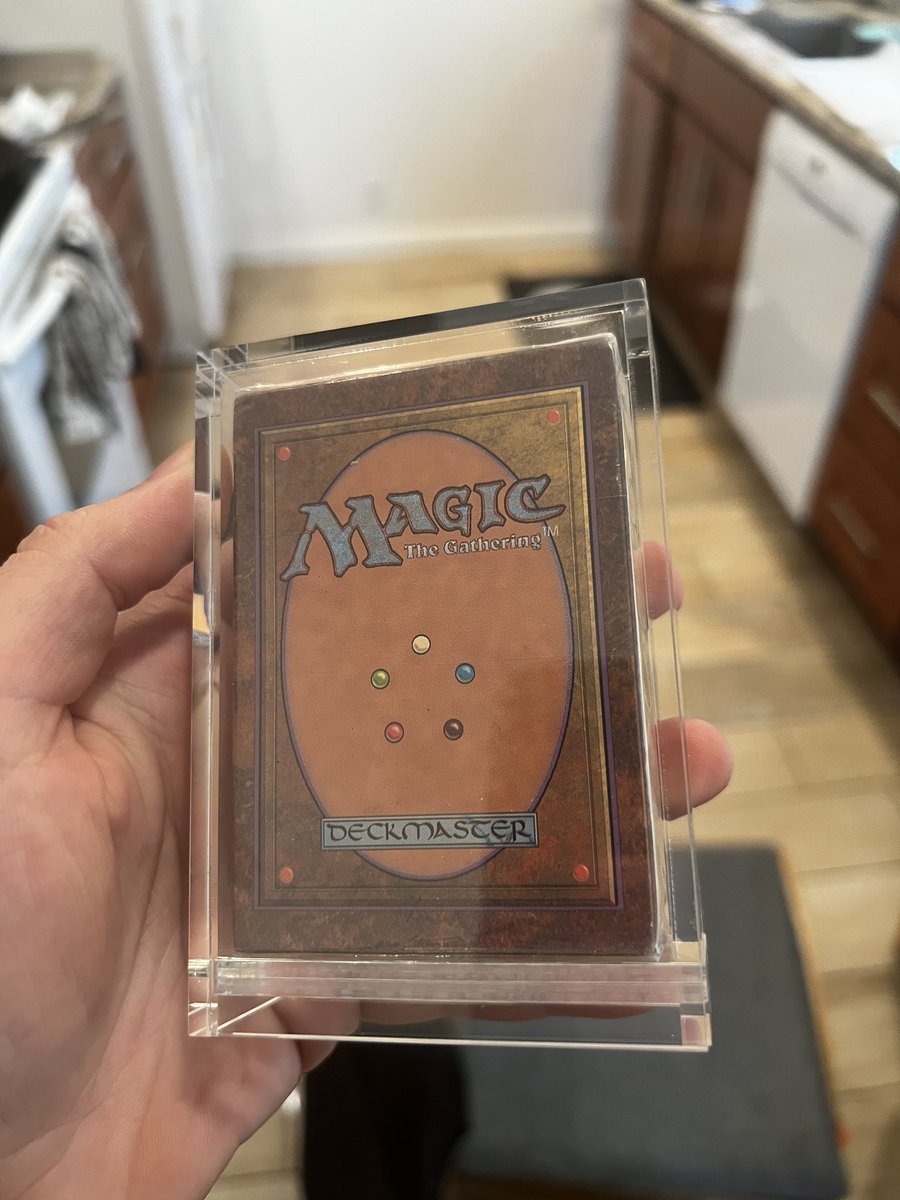 MAGIC
The Gathering™
DECKMASTER